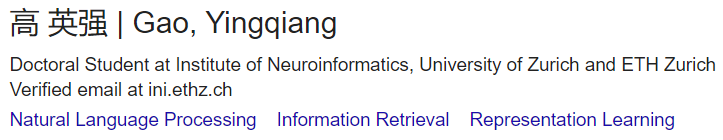 高 英强 | Gao, Yingqiang
Doctoral Student at Institute of Neuroinformatics, University of Zurich and ETH Zurich
Verified email at ini.ethz.ch
Natural Language Processing Information Retrieval Representation Learning